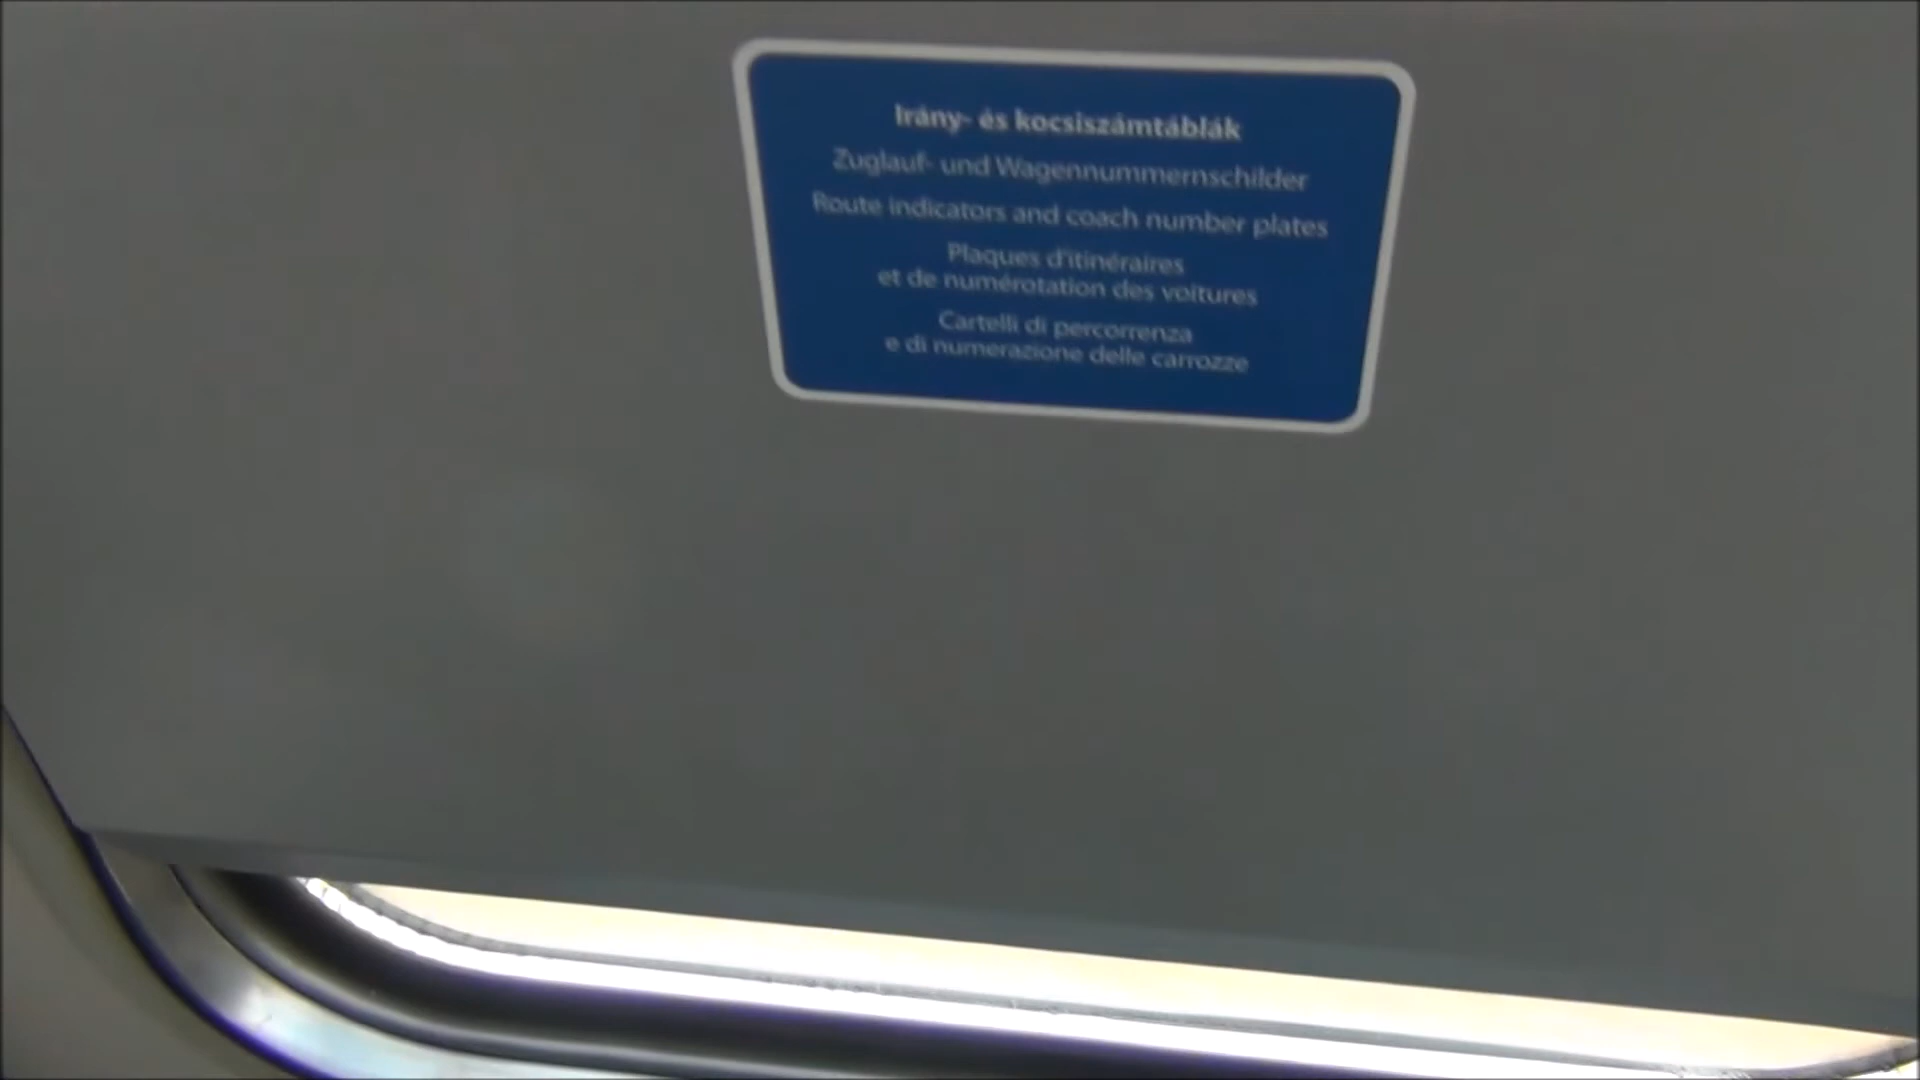 Irány- és kocsiszámtáblák
Zuglauf- und Wagennummernschilder
Route indicators and coach number plates
Plaques d'itinéraires
et de numérotation des voitures
Cartelli di percorrenza
e di numerazione delle carrozze